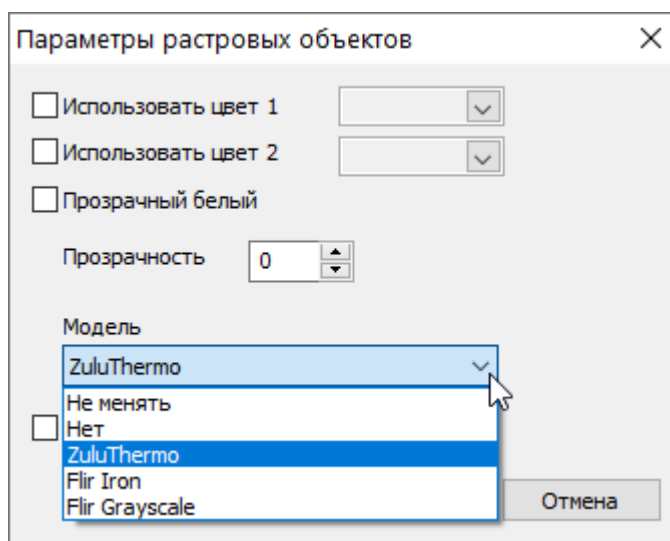 Параметры растровых объектов
Использовать цвет 1
Использовать цвет 2
Прозрачный белый
Прозрачность 0
Модель
ZuluThermo
Не менять
Нет
ZuluThermo
Flir Iron
Flir Grayscale
Отмена